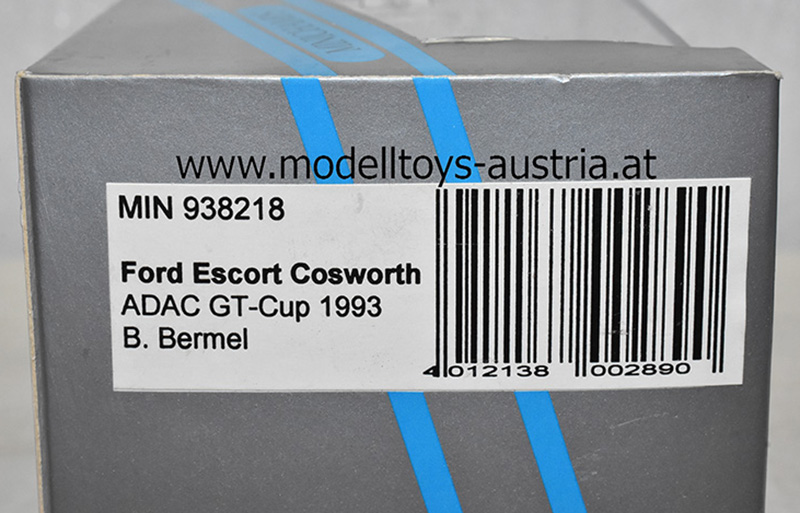 www.modelltoys-austria.at
MIN 938218
Ford Escort Cosworth
ADAC GT-Cup 1993
B. Bermel
4 012138 002890